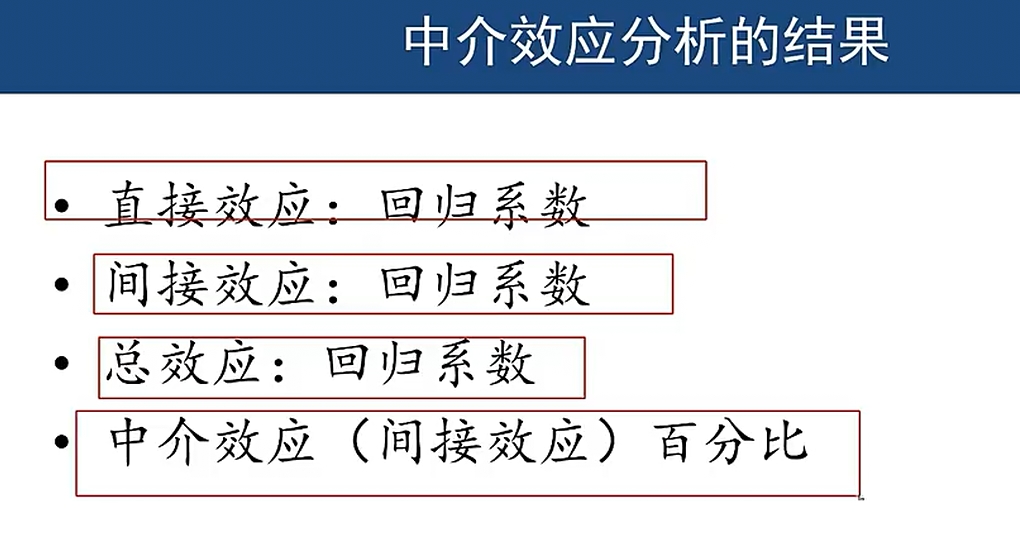 中介效应分析的结果
• 直接效应：回归系数
• 间接效应：回归系数
• 总效应：回归系数
• 中介效应（间接效应）百分比